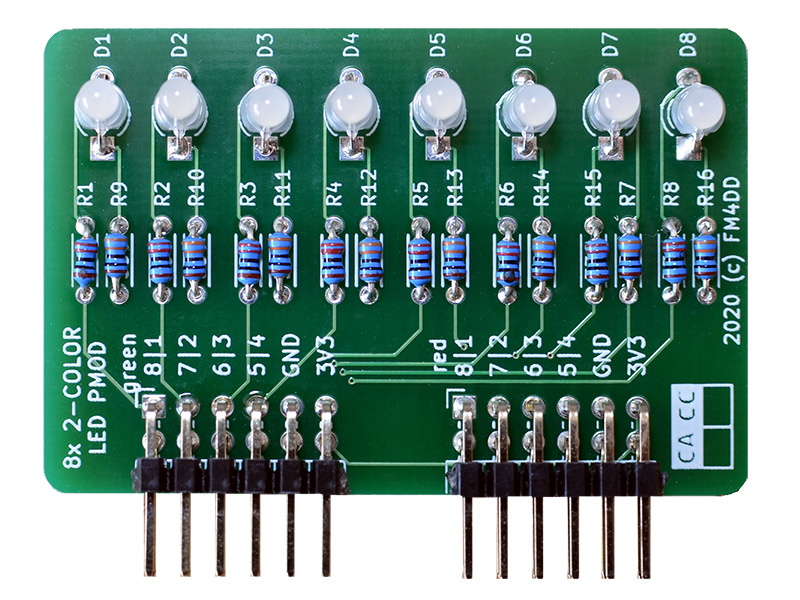 D1 D2 D3 D4 D5 D6 D7 D8
R1 R9 R2 R10 R3 R11 R4 R12 R5 R13 R6 R14 R15 R7 R8 R16
8x 2-COLOR
LED PMOD
green
8|1 7|2 6|3 5|4 GND 3V3
red
8|1 7|2 6|3 5|4 GND 3V3
CA CC
2020 (c) FM4DD